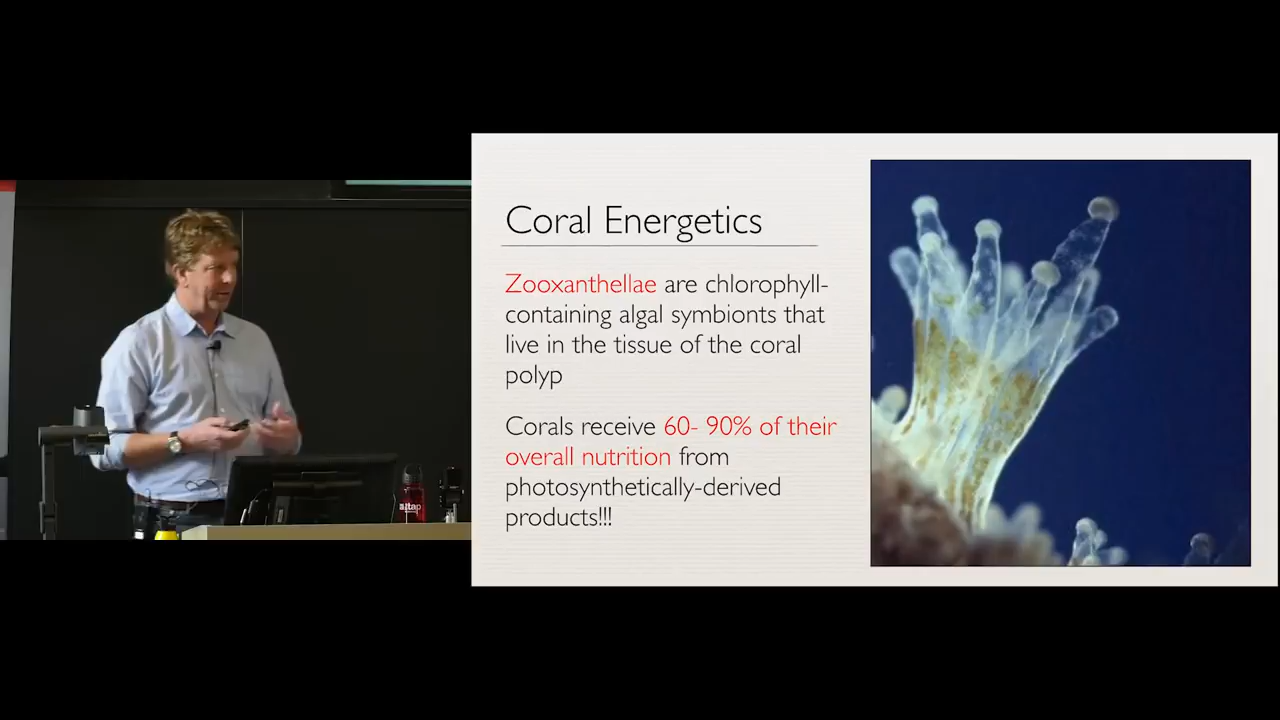 Coral Energetics
Zooxanthellae are chlorophyll-
containing algal symbionts that
live in the tissue of the coral
polyp
Corals receive 60- 90% of their
overall nutrition from
photosynthetically-derived
products!!!